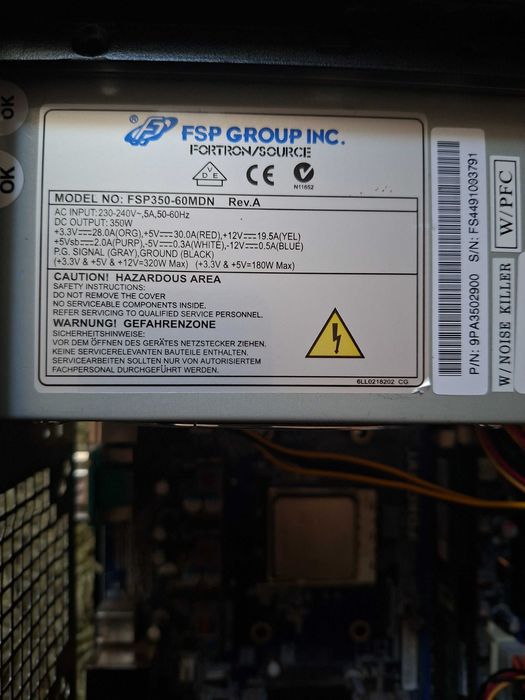 OK
OK
® FSP GROUP INC.
FORTRON/SOURCE
D E
CE
N11652
MODEL NO: FSP350-60MDN Rev.A
AC INPUT:230-240V~,5A,50-60Hz
DC OUTPUT: 350W
+3.3V⎓28.0A(ORG),+5V⎓30.0A(RED),+12V⎓19.5A(YEL)
+5Vsb⎓2.0A(PURP),-5V⎓0.3A(WHITE),-12V⎓0.5A(BLUE)
P.G. SIGNAL (GRAY),GROUND (BLACK)
(+3.3V & +5V & +12V=320W Max) (+3.3V & +5V=180W Max)
CAUTION! HAZARDOUS AREA
SAFETY INSTRUCTIONS:
DO NOT REMOVE THE COVER
NO SERVICEABLE COMPONENTS INSIDE.
REFER SERVICING TO QUALIFIED SERVICE PERSONNEL.
WARNUNG! GEFAHRENZONE
SICHERHEITSHINWEISE:
VOR DEM ÖFFNEN DES GERÄTES NETZSTECKER ZIEHEN.
KEINE SERVICERELEVANTEN BAUTEILE ENTHALTEN.
SERVICEARBEITEN SOLLTEN NUR VON AUTORISIERTEM
FACHPERSONAL DURCHGEFÜHRT WERDEN.
6LL0218202 CG
P/N: 9PA3502900 S/N: FS4491093791
W/NOISE KILLER
W/PFC